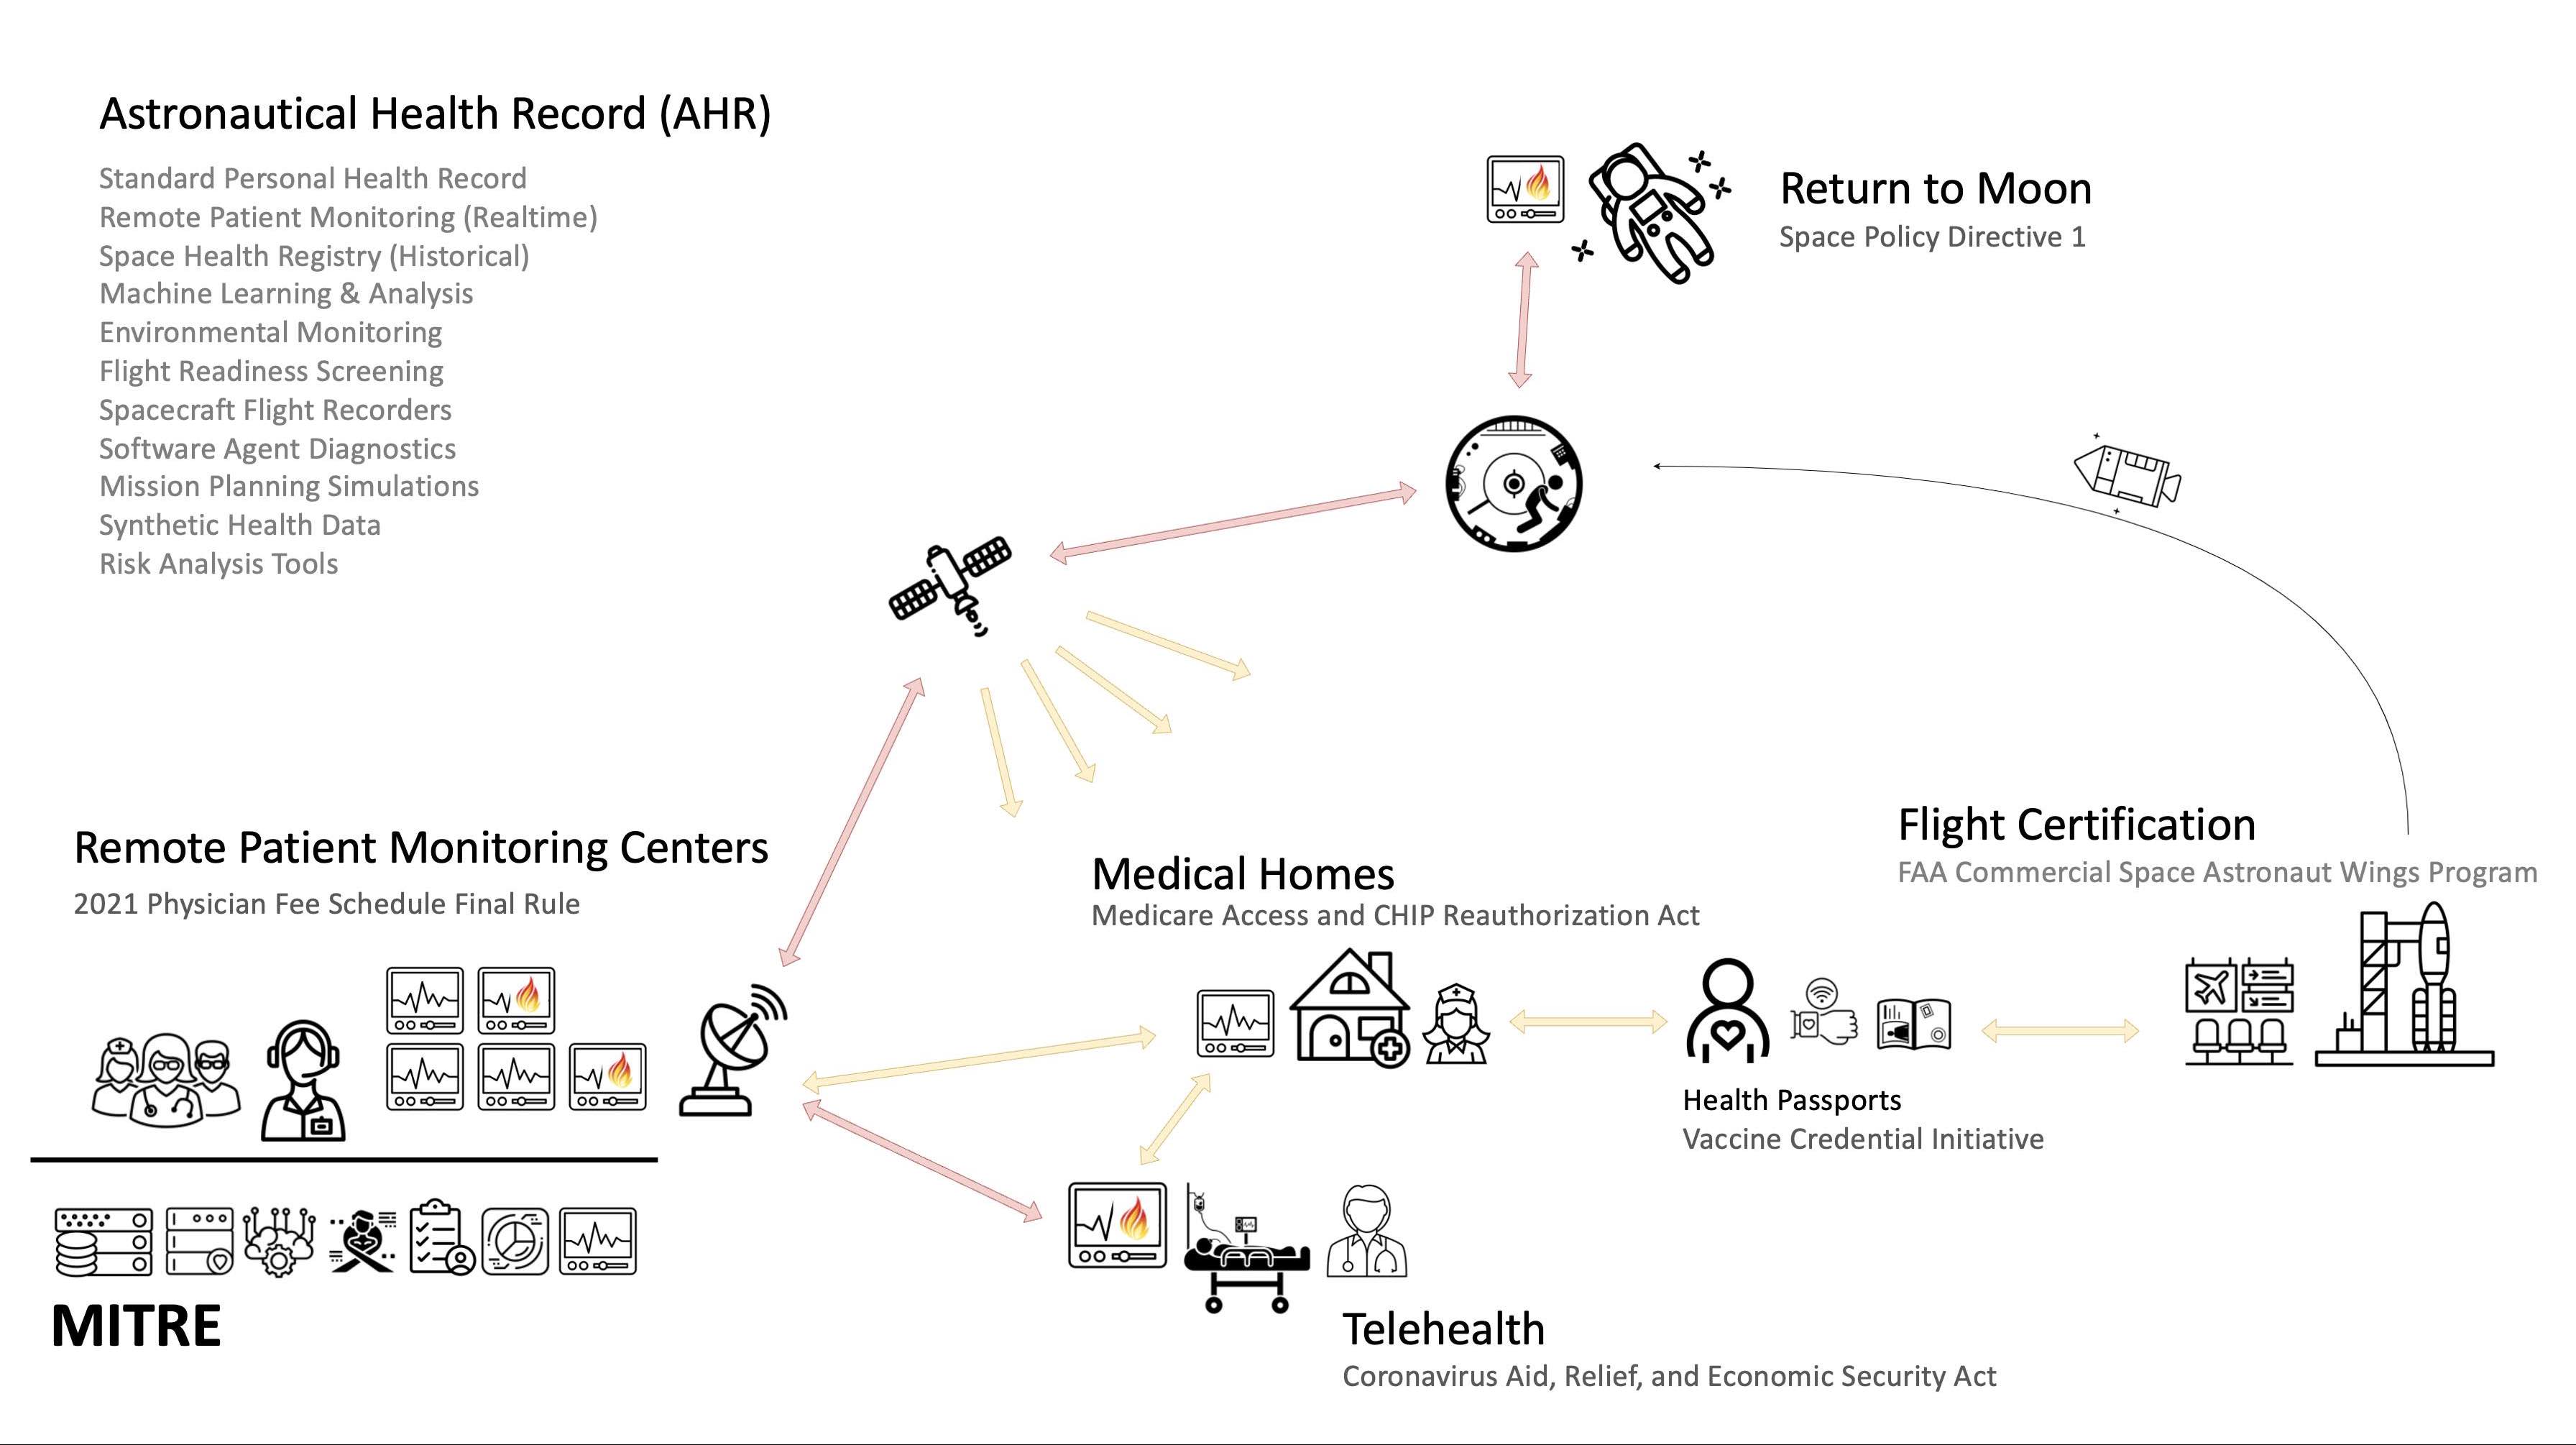 Astronautical Health Record (AHR)
Standard Personal Health Record
Remote Patient Monitoring (Realtime)
Space Health Registry (Historical)
Machine Learning & Analysis
Environmental Monitoring
Flight Readiness Screening
Spacecraft Flight Recorders
Software Agent Diagnostics
Mission Planning Simulations
Synthetic Health Data
Risk Analysis Tools
Return to Moon
Space Policy Directive 1
Remote Patient Monitoring Centers
2021 Physician Fee Schedule Final Rule
Medical Homes
Medicare Access and CHIP Reauthorization Act
Flight Certification
FAA Commercial Space Astronaut Wings Program
Health Passports
Vaccine Credential Initiative
MITRE
Telehealth
Coronavirus Aid, Relief, and Economic Security Act